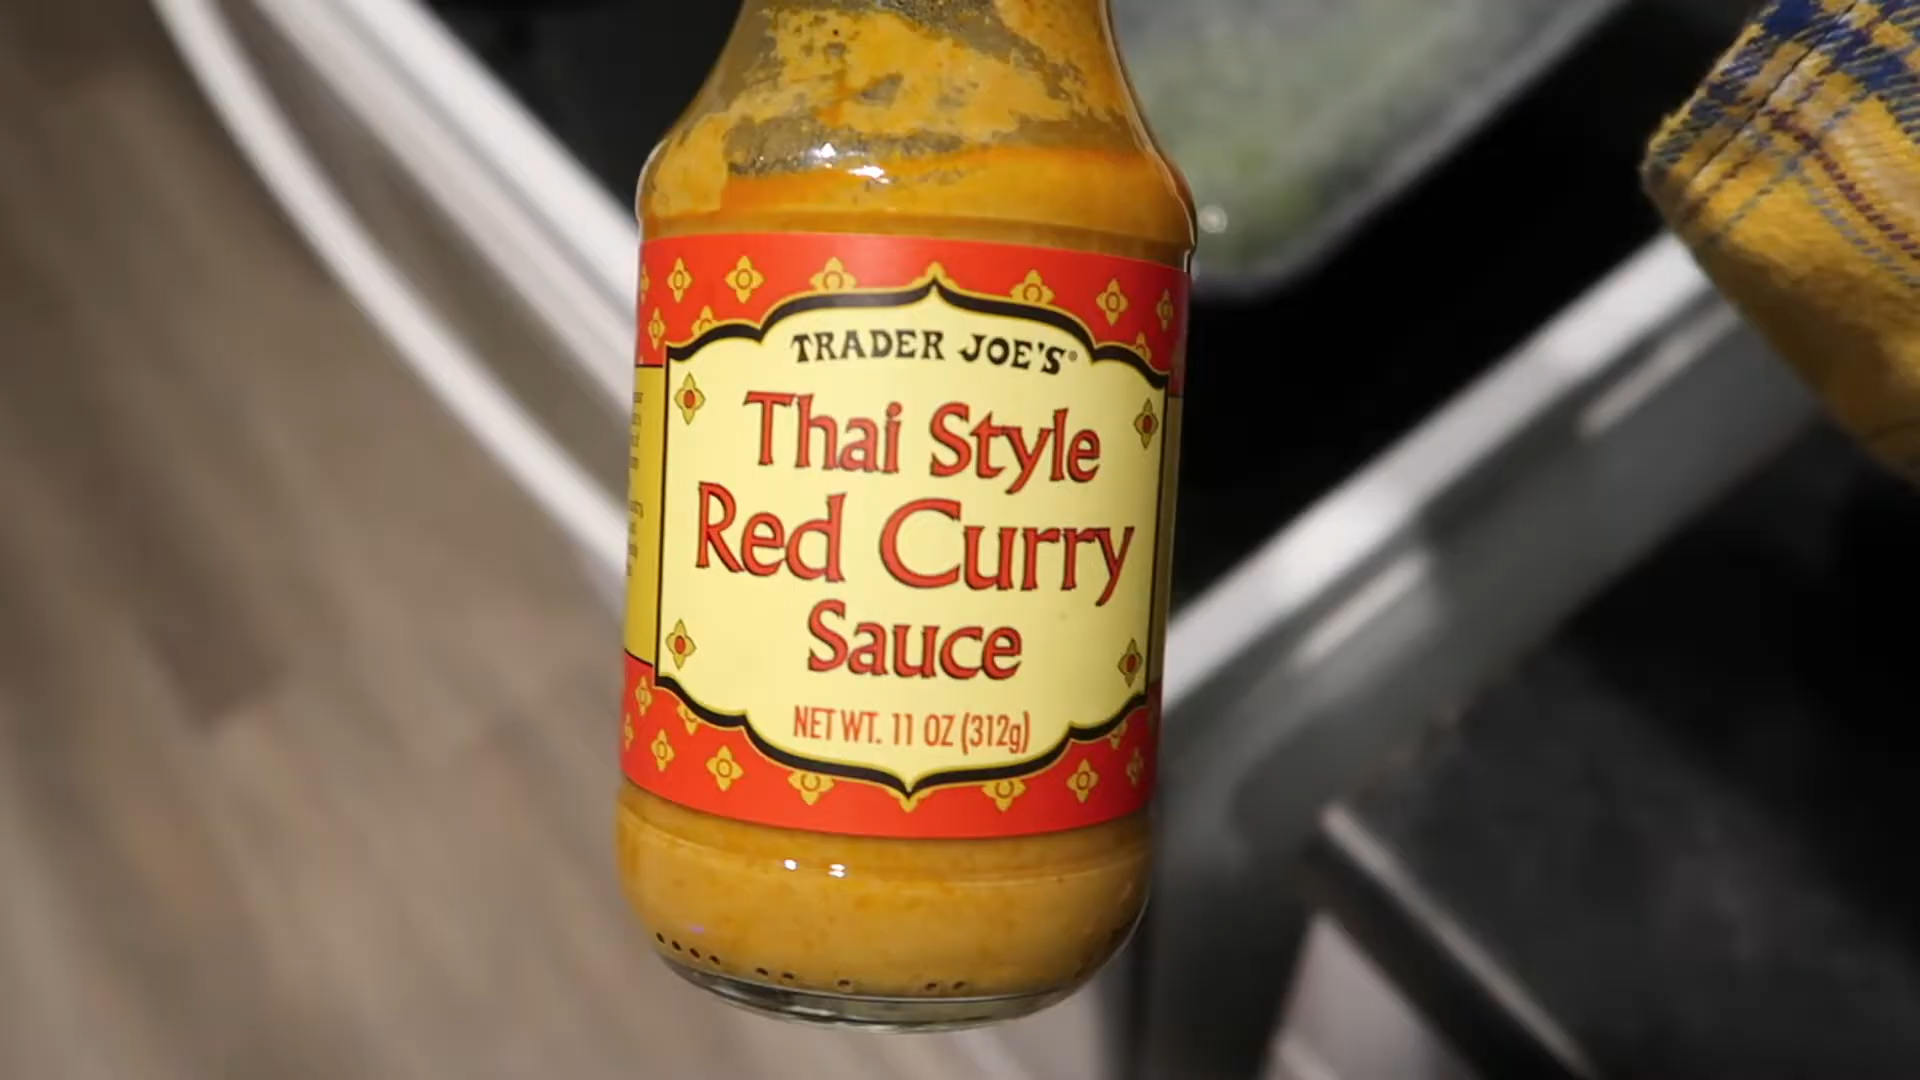 TRADER JOE'S®
Thai Style
Red Curry
Sauce
NET WT. 11 OZ (312g)